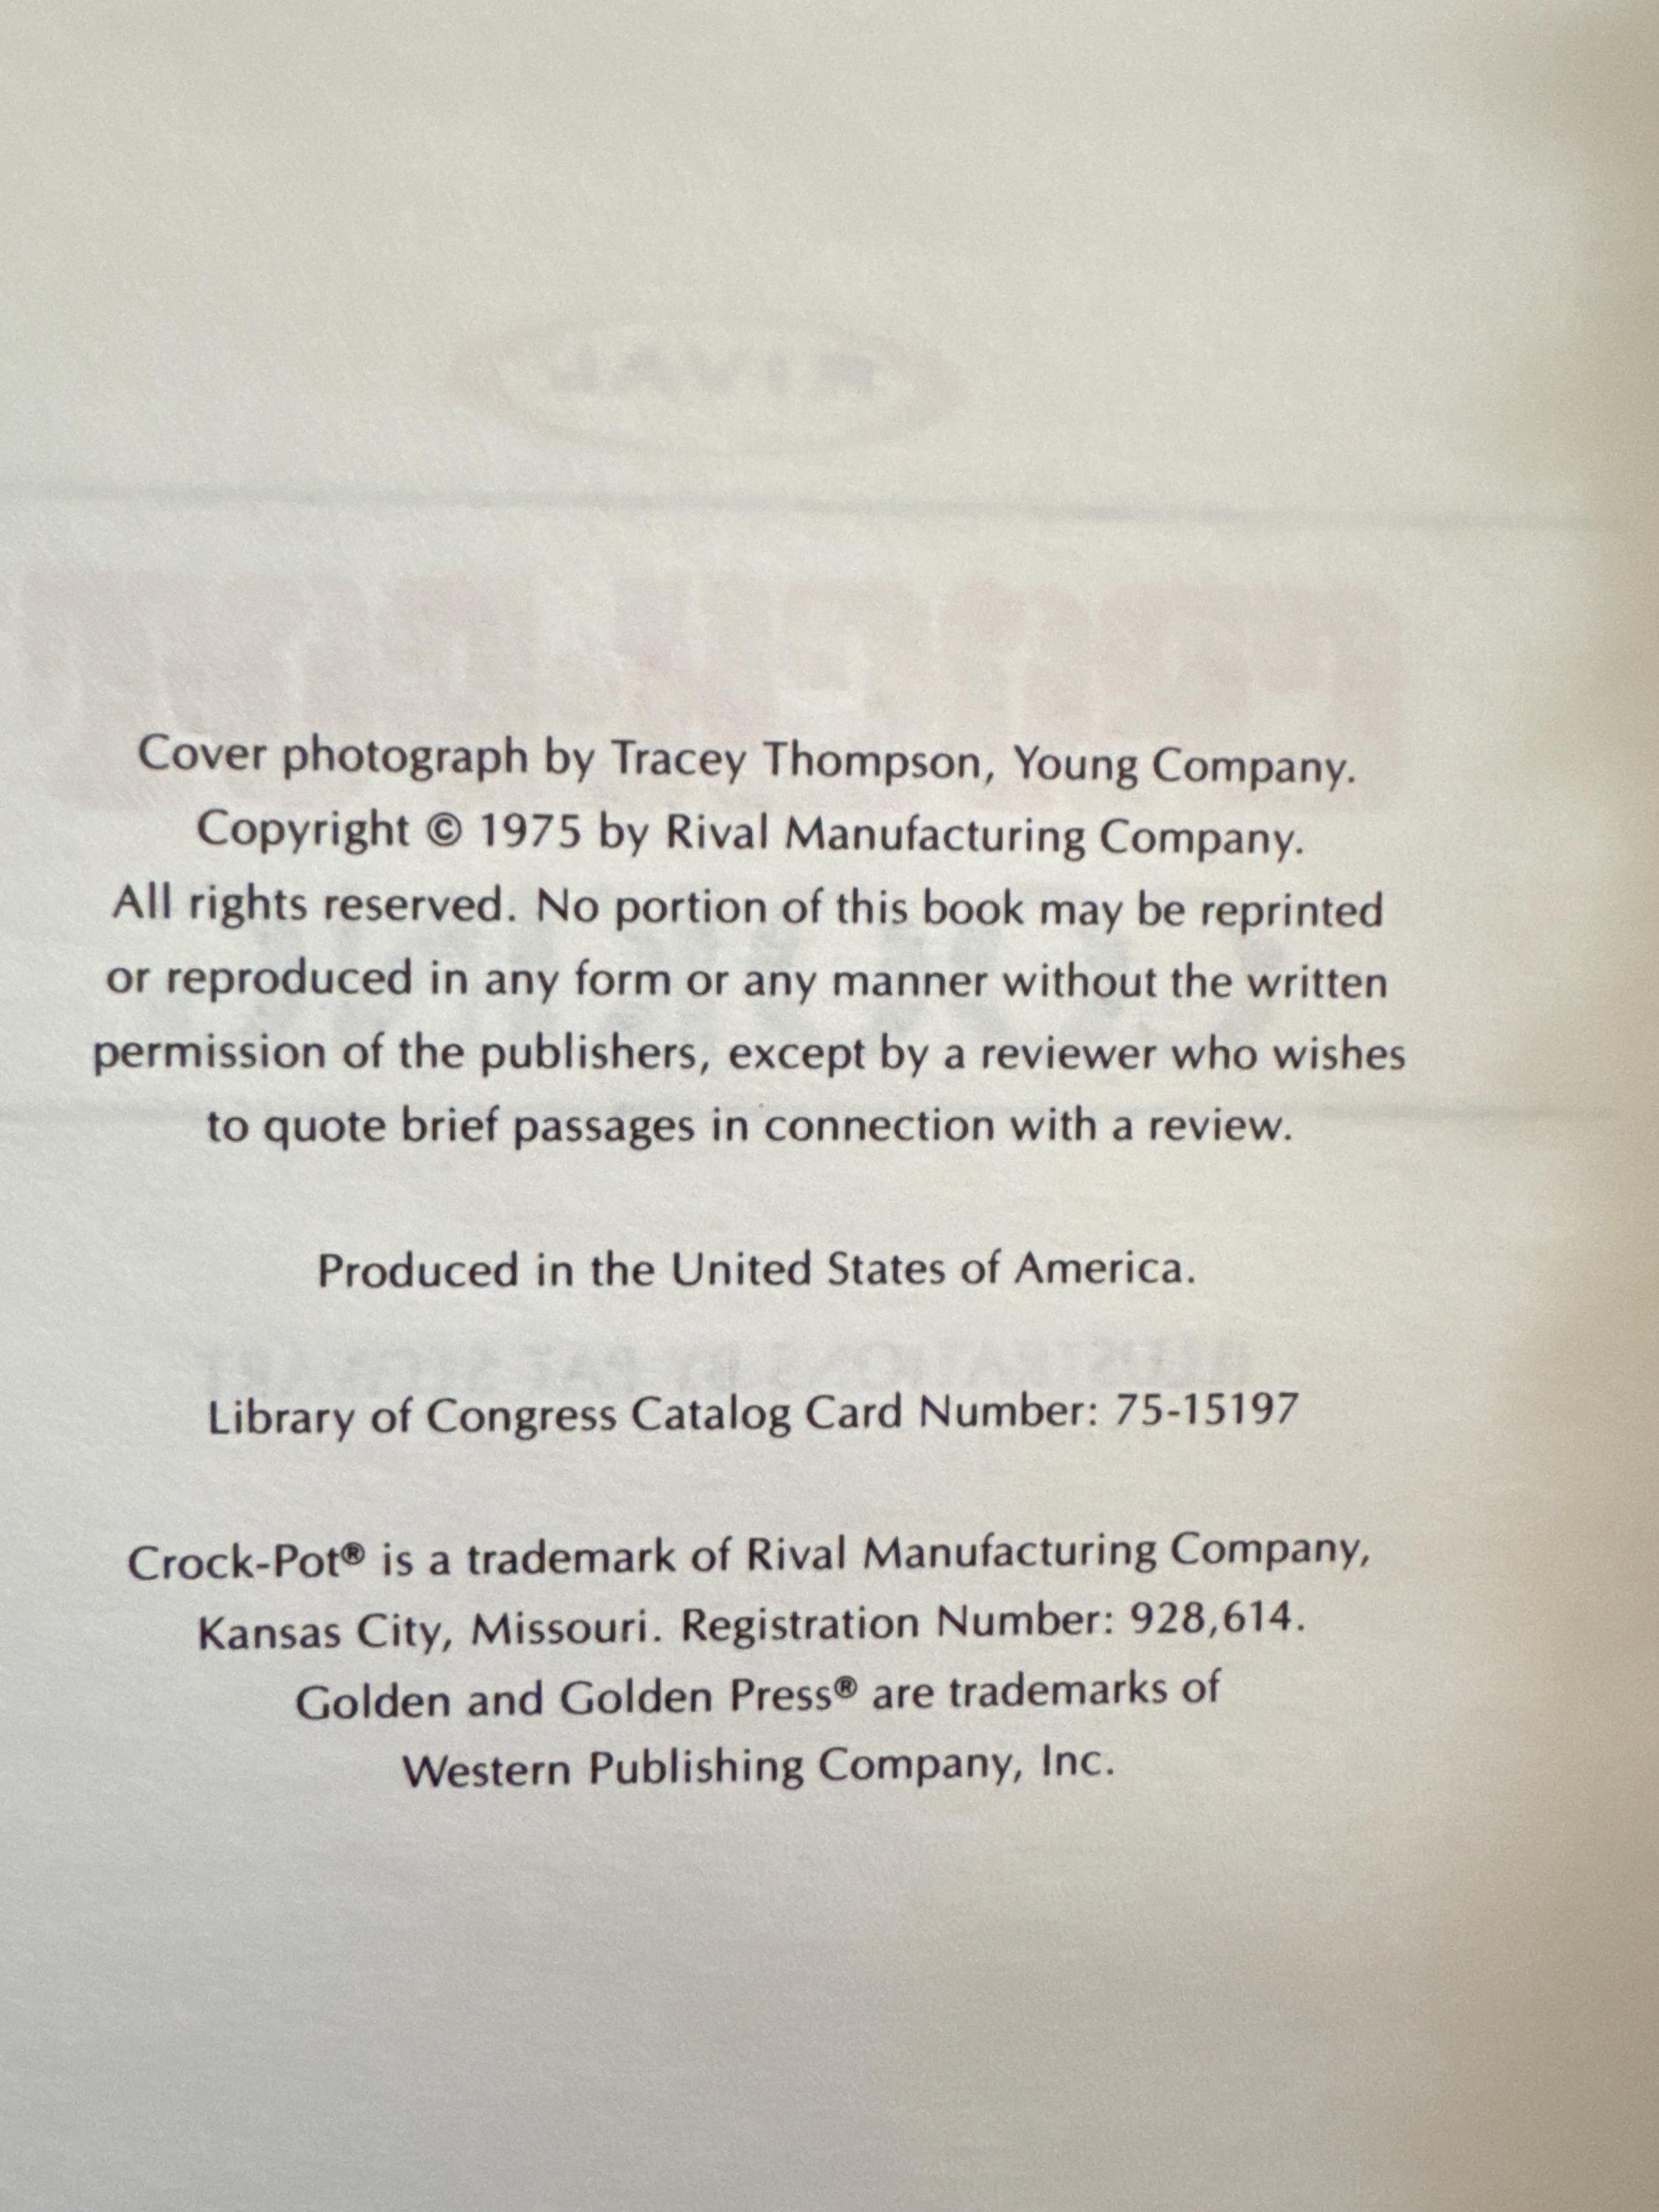 RIVAL
Cover photograph by Tracey Thompson, Young Company.
Copyright © 1975 by Rival Manufacturing Company.
All rights reserved. No portion of this book may be reprinted
or reproduced in any form or any manner without the written
permission of the publishers, except by a reviewer who wishes
to quote brief passages in connection with a review.
Produced in the United States of America.
Library of Congress Catalog Card Number: 75-15197
Crock-Pot® is a trademark of Rival Manufacturing Company,
Kansas City, Missouri. Registration Number: 928,614.
Golden and Golden Press® are trademarks of
Western Publishing Company, Inc.